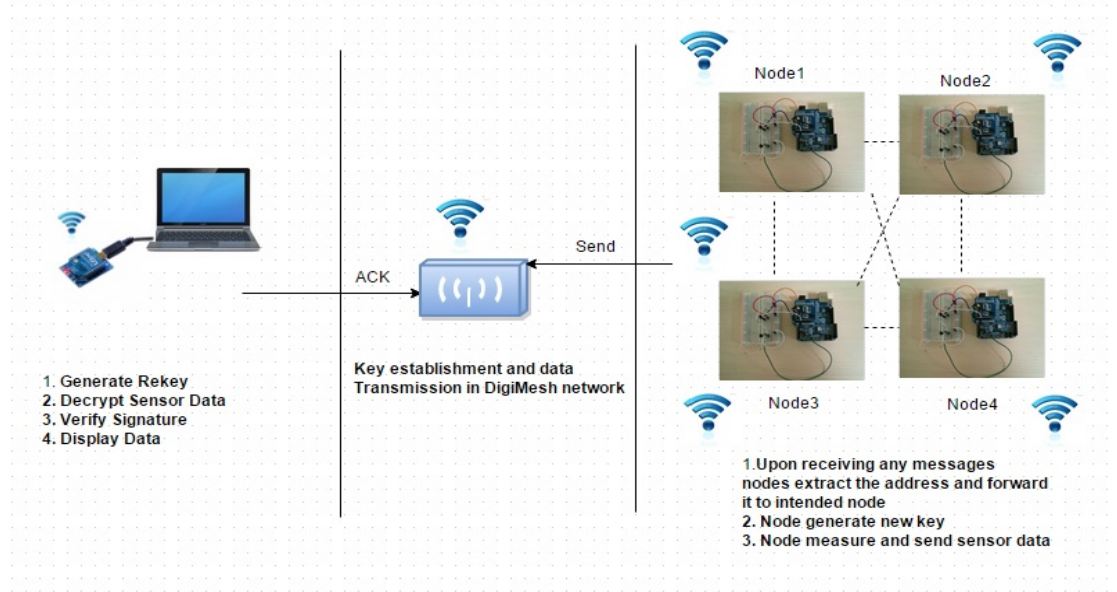 Node1
Node2
Send
ACK
Key establishment and data
Transmission in DigiMesh network
1. Generate Rekey
2. Decrypt Sensor Data
3. Verify Signature
4. Display Data
Node3
Node4
1.Upon receiving any messages
nodes extract the address and forward
it to intended node
2. Node generate new key
3. Node measure and send sensor data